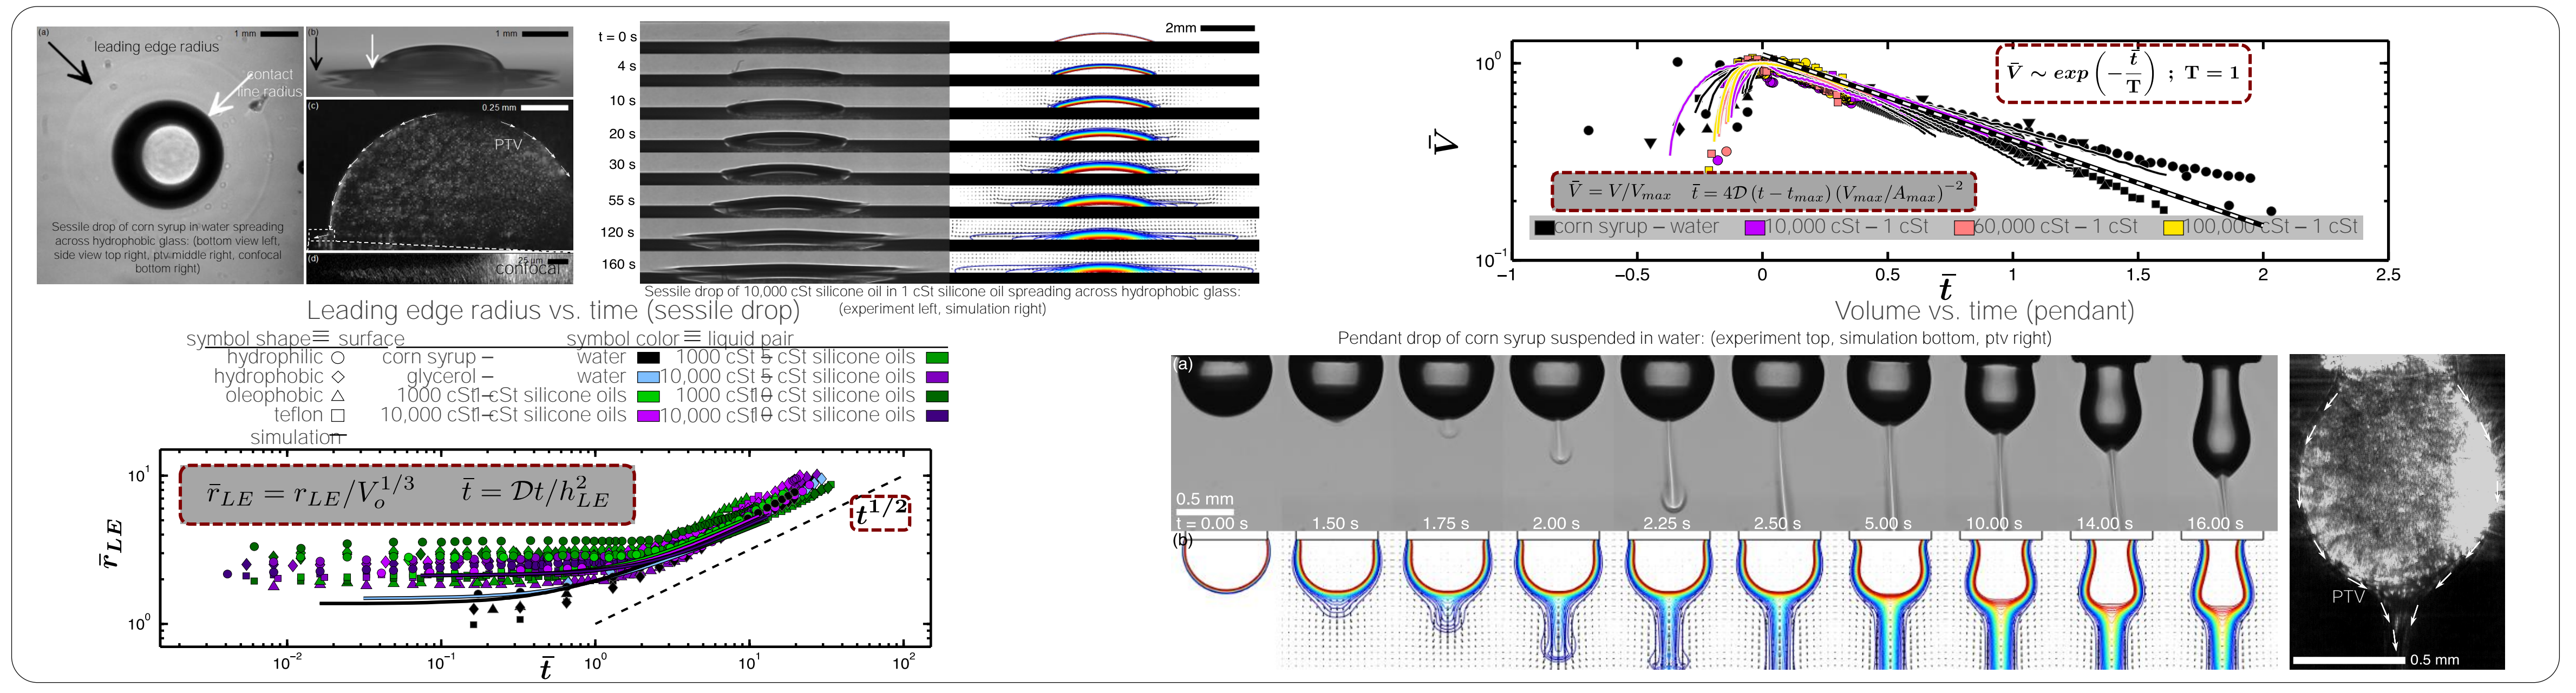 (a)
1 mm
leading edge radius
contact
line radius
Sessile drop of corn syrup in water spreading
across hydrophobic glass: (bottom view left,
side view top right, ptv middle right, confocal
bottom right)
(b)
1 mm
(c)
0.25 mm
PTV
(d)
25 μm
confocal
2mm
t = 0 s
4 s
10 s
20 s
30 s
55 s
120 s
160 s
Sessile drop of 10,000 cSt silicone oil in 1 cSt silicone oil spreading across hydrophobic glass:
(experiment left, simulation right)
Leading edge radius vs. time (sessile drop)
symbol shape ≡ surface
symbol color ≡ liquid pair
hydrophilic ○
hydrophobic ◇
oleophobic △
teflon □
simulation —
corn syrup – water
glycerol – water
1000 cSt – 1 cSt silicone oils
10,000 cSt – 1 cSt silicone oils
1000 cSt – 5 cSt silicone oils
10,000 cSt – 5 cSt silicone oils
1000 cSt – 10 cSt silicone oils
10,000 cSt – 10 cSt silicone oils
r̄_LE = r_LE/V_o^{1/3} t̄ = 𝒟t/h_LE^2
t^{1/2}
r̄_LE
10^1
10^0
10^−2 10^−1 10^0 10^1 10^2
t̄
V̄ ∼ exp(−t̄/T) ; T = 1
V̄
10^0
10^−1
V̄ = V/V_max t̄ = 4𝒟(t − t_max)(V_max/A_max)^{−2}
corn syrup – water 10,000 cSt – 1 cSt 60,000 cSt – 1 cSt 100,000 cSt – 1 cSt
−1 −0.5 0 0.5 1 1.5 2 2.5
t̄
Volume vs. time (pendant)
Pendant drop of corn syrup suspended in water: (experiment top, simulation bottom, ptv right)
(a)
0.5 mm
t = 0.00 s 1.50 s 1.75 s 2.00 s 2.25 s 2.50 s 5.00 s 10.00 s 14.00 s 16.00 s
(b)
PTV
0.5 mm